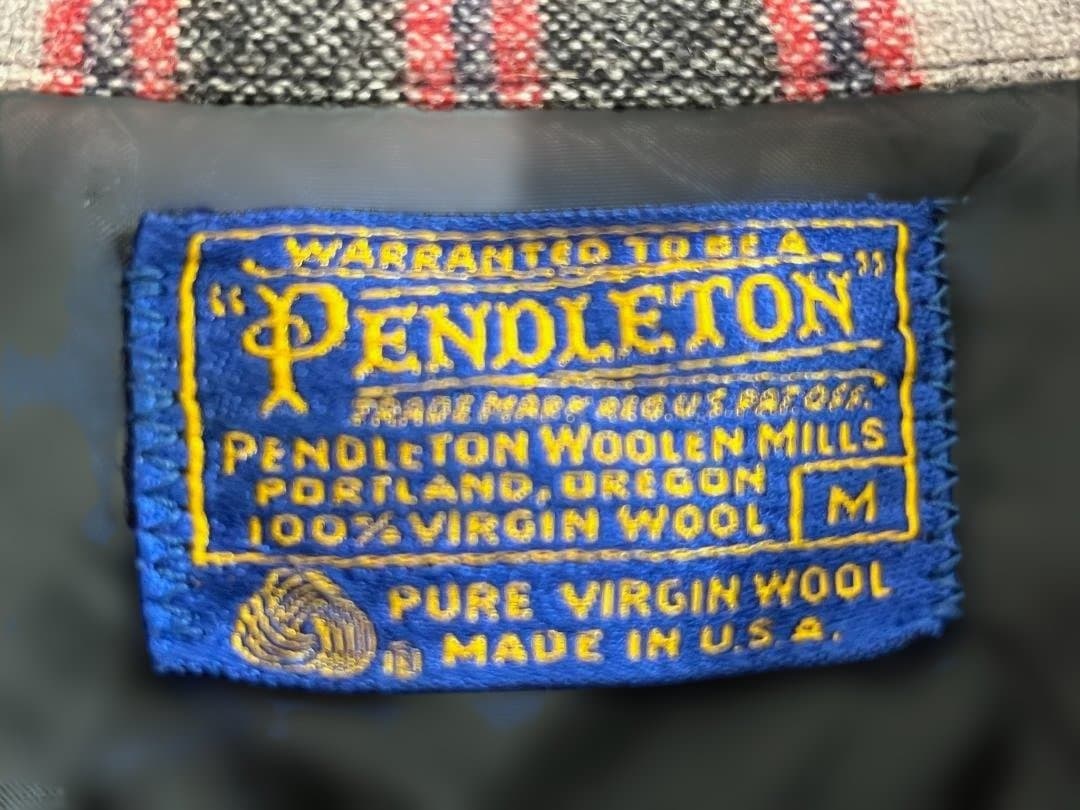 WARRANTED TO BE A
"PENDLETON"
TRADE MARK REG. U.S. PAT. OFF.
PENDLETON WOOLEN MILLS
PORTLAND, OREGON
100% VIRGIN WOOL
M
PURE VIRGIN WOOL
MADE IN U.S.A.